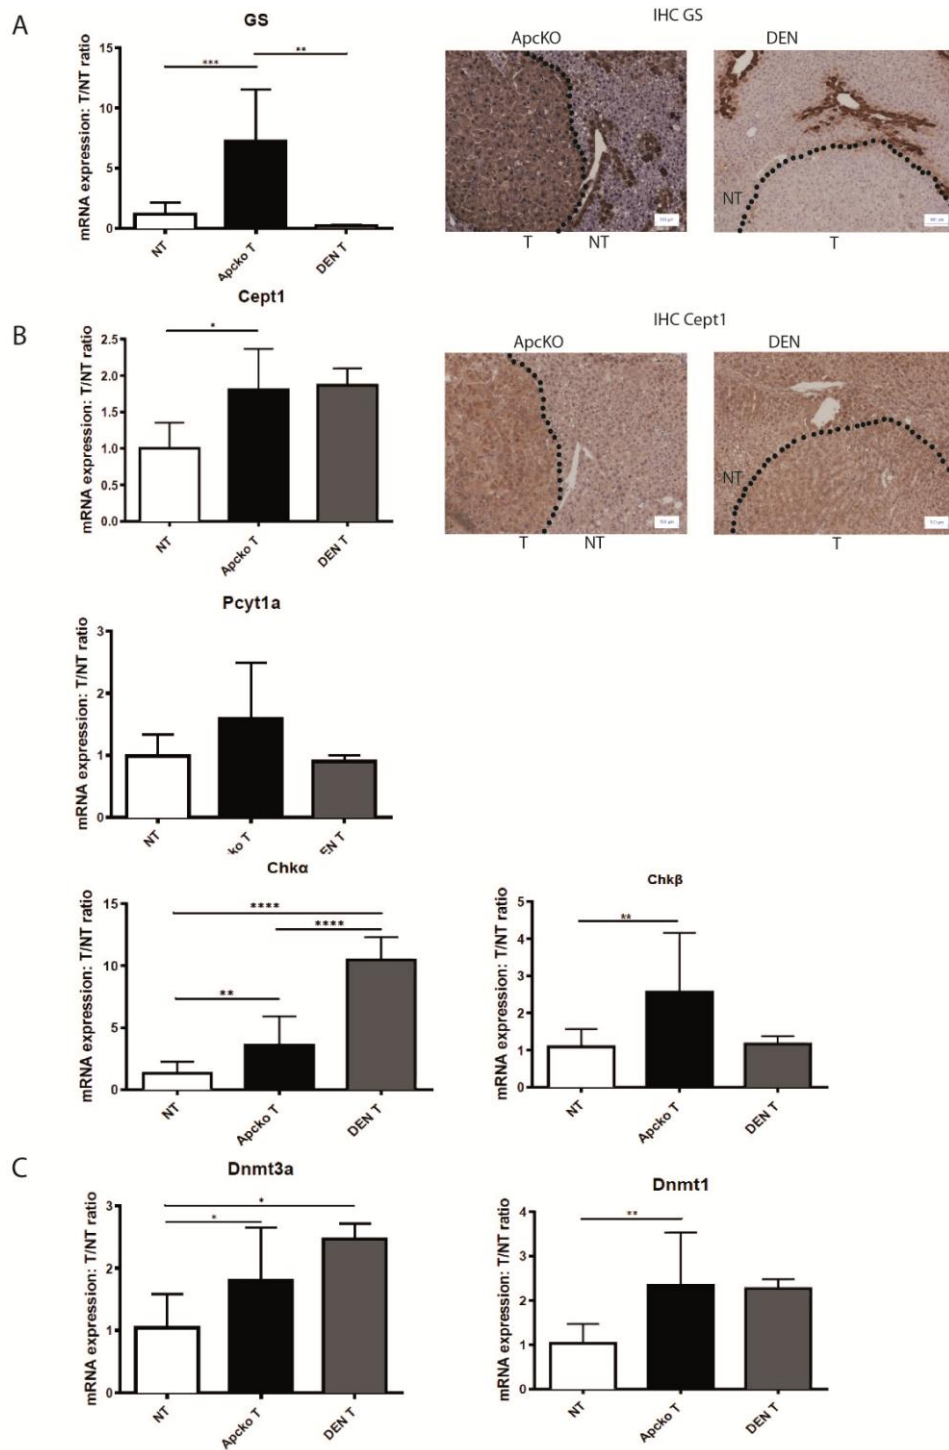 A
GS
mRNA expression: T/NT ratio
15
10
5
0
***
**
NT
Apcko T
DEN T
IHC GS
ApcKO
DEN
T
NT
NT
T
B
Cept1
mRNA expression: T/NT ratio
2.5
2.0
1.5
1.0
0.5
0.0
*
NT
Apcko T
DEN T
IHC Cept1
ApcKO
DEN
T
NT
NT
T
Pcyt1a
mRNA expression: T/NT ratio
3
2
1
0
NT
ko T
EN T
Chkα
mRNA expression: T/NT ratio
15
10
5
0
****
****
**
NT
Apcko T
DEN T
Chkβ
mRNA expression: T/NT ratio
5
4
3
2
1
0
**
NT
Apcko T
DEN T
C
Dnmt3a
mRNA expression: T/NT ratio
3
2
1
0
*
*
NT
Apcko T
DEN T
Dnmt1
mRNA expression: T/NT ratio
4
3
2
1
0
**
NT
Apcko T
DEN T